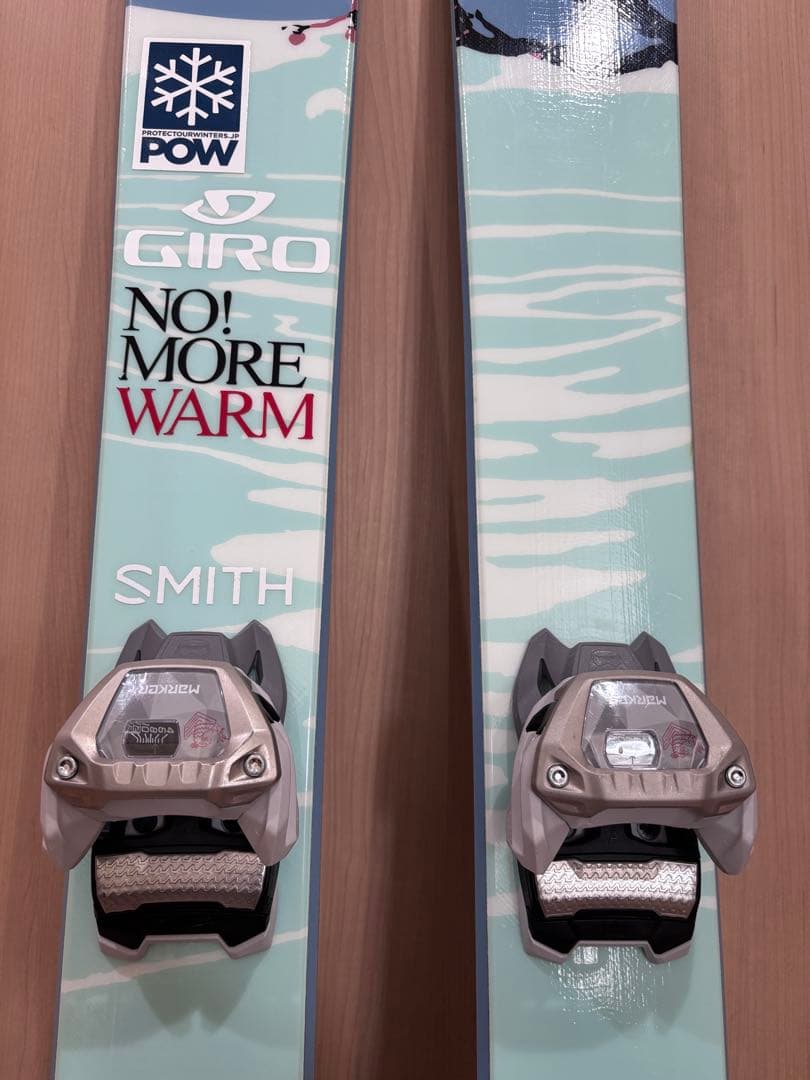 PROTECTOURWINTERS.JP
POW
GIRO
NO!
MORE
WARM
SMITH
MARKER
MARKER